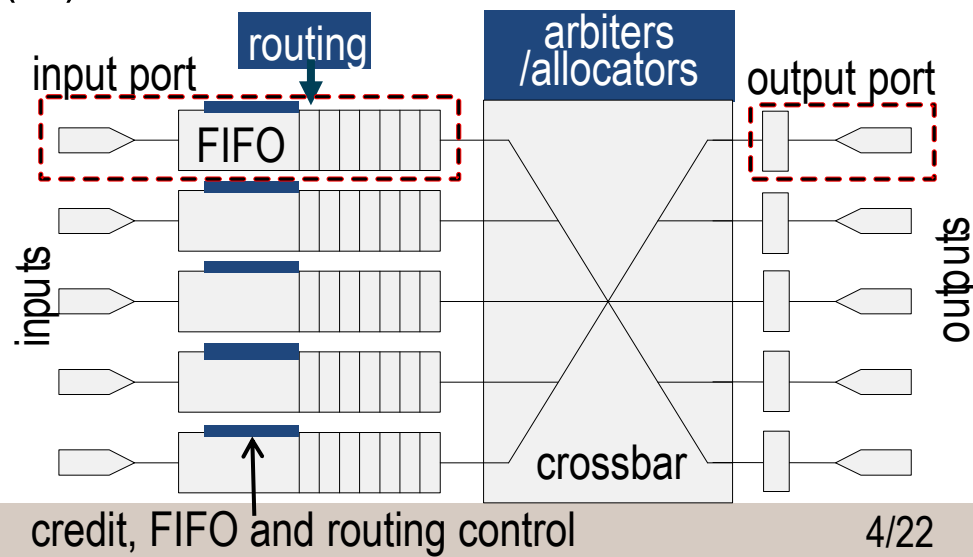 routing
arbiters
/allocators
input port
output port
FIFO
inputs
outputs
crossbar
credit, FIFO and routing control
4/22